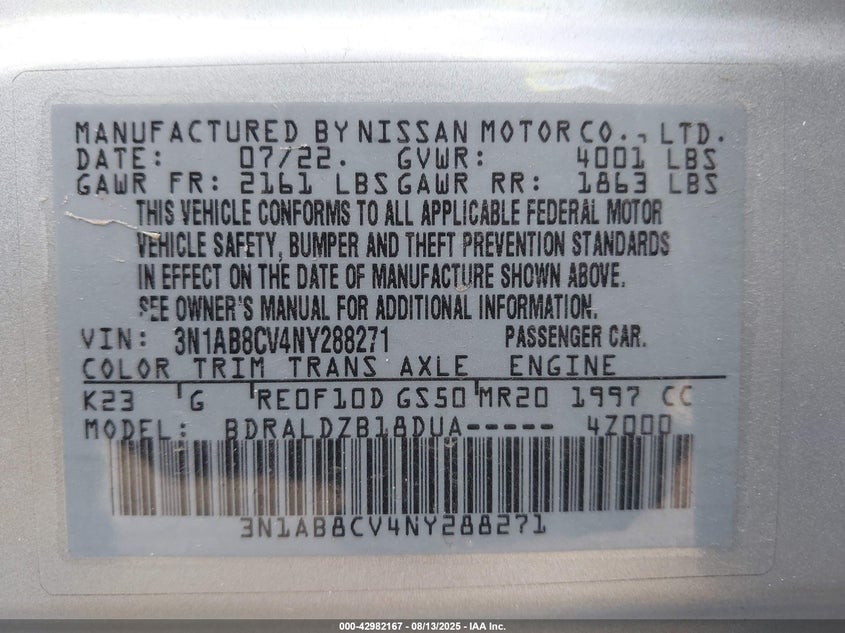 MANUFACTURED BY NISSAN MOTOR CO., LTD.
DATE: 07/22. GVWR: 4001 LBS
GAWR FR: 2161 LBS GAWR RR: 1863 LBS
THIS VEHICLE CONFORMS TO ALL APPLICABLE FEDERAL MOTOR
VEHICLE SAFETY, BUMPER AND THEFT PREVENTION STANDARDS
IN EFFECT ON THE DATE OF MANUFACTURE SHOWN ABOVE.
SEE OWNER'S MANUAL FOR ADDITIONAL INFORMATION.
VIN: 3N1AB8CV4NY288271 PASSENGER CAR.
COLOR TRIM TRANS AXLE ENGINE
K23 G RE0F10D GS50 MR20 1997 CC
MODEL: BDRALDZB18DUA----- 4Z000
3N1AB8CV4NY288271
000-42982167 - 08/13/2025 - IAA Inc.